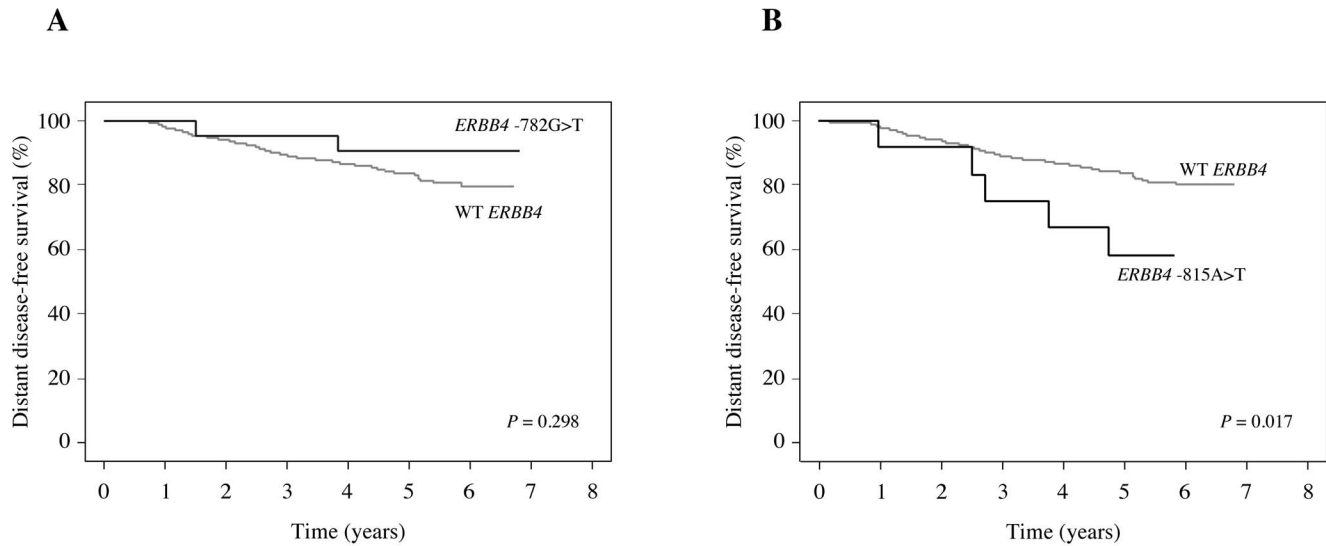 A
Distant disease-free survival (%)
100
80
60
40
20
0
ERBB4 -782G>T
WT ERBB4
P = 0.298
0 1 2 3 4 5 6 7 8
Time (years)
B
Distant disease-free survival (%)
100
80
60
40
20
0
WT ERBB4
ERBB4 -815A>T
P = 0.017
0 1 2 3 4 5 6 7 8
Time (years)